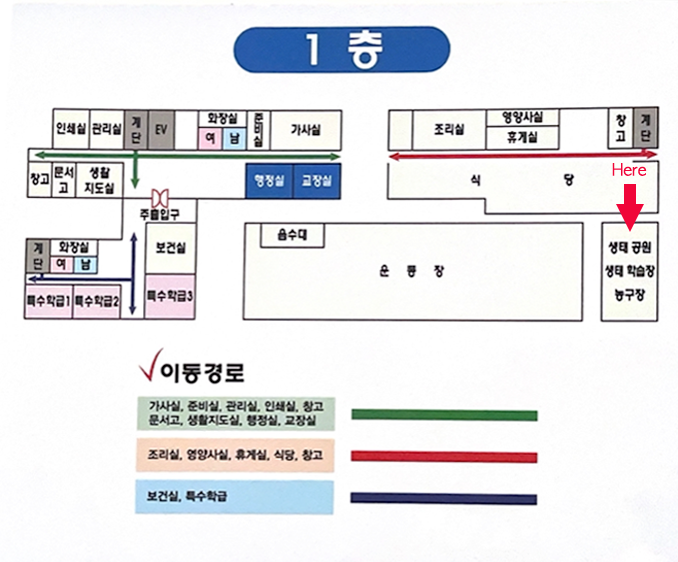 1 층
인쇄실
관리실
계단
EV
화장실
여
남
준비실
가사실
조리실
영양사실
휴게실
창고
계단
창고
문서고
생활
지도실
행정실
교장실
식 당
Here
주출입구
계단
화장실
여
남
보건실
특수학급1
특수학급2
특수학급3
음수대
운 동 장
생태 공원
생태 학습장
농구장
이동경로
가사실, 준비실, 관리실, 인쇄실, 창고
문서고, 생활지도실, 행정실, 교장실
조리실, 영양사실, 휴게실, 식당, 창고
보건실, 특수학급